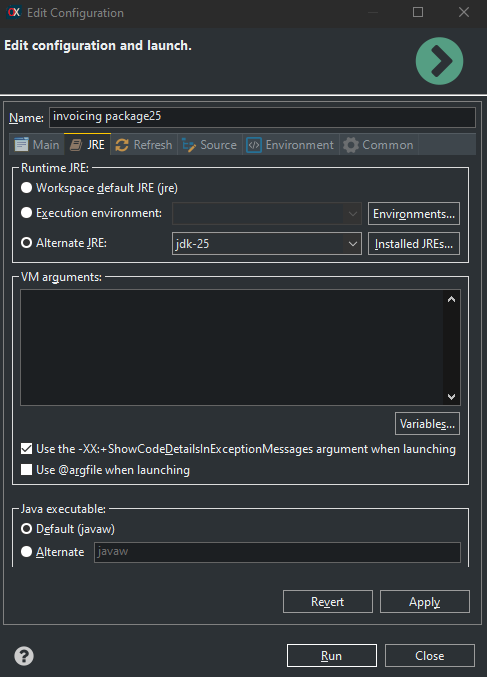 OX Edit Configuration
Edit configuration and launch.
Name: invoicing package25
Main JRE Refresh Source Environment Common
Runtime JRE:
Workspace default JRE (jre)
Execution environment: Environments...
Alternate JRE: jdk-25 Installed JREs...
VM arguments:
Variables...
Use the -XX:+ShowCodeDetailsInExceptionMessages argument when launching
Use @argfile when launching
Java executable:
Default (javaw)
Alternate javaw
Revert Apply
? Run Close